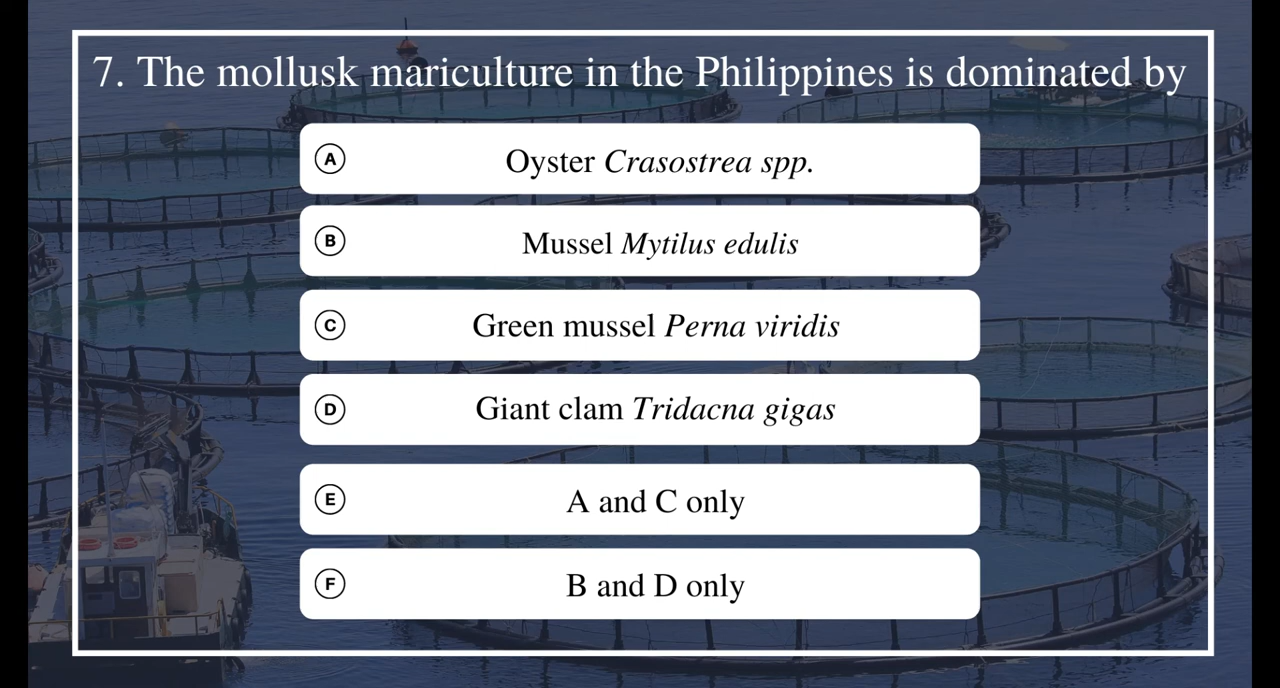 7. The mollusk mariculture in the Philippines is dominated by
A Oyster Crasostrea spp.
B Mussel Mytilus edulis
C Green mussel Perna viridis
D Giant clam Tridacna gigas
E A and C only
F B and D only